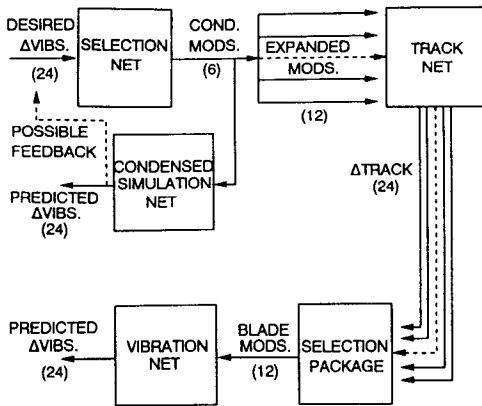 DESIRED
ΔVIBS.
(24)
SELECTION
NET
COND.
MODS.
(6)
EXPANDED
MODS.
(12)
TRACK
NET
POSSIBLE
FEEDBACK
CONDENSED
SIMULATION
NET
PREDICTED
ΔVIBS.
(24)
ΔTRACK
(24)
PREDICTED
ΔVIBS.
(24)
VIBRATION
NET
BLADE
MODS.
(12)
SELECTION
PACKAGE